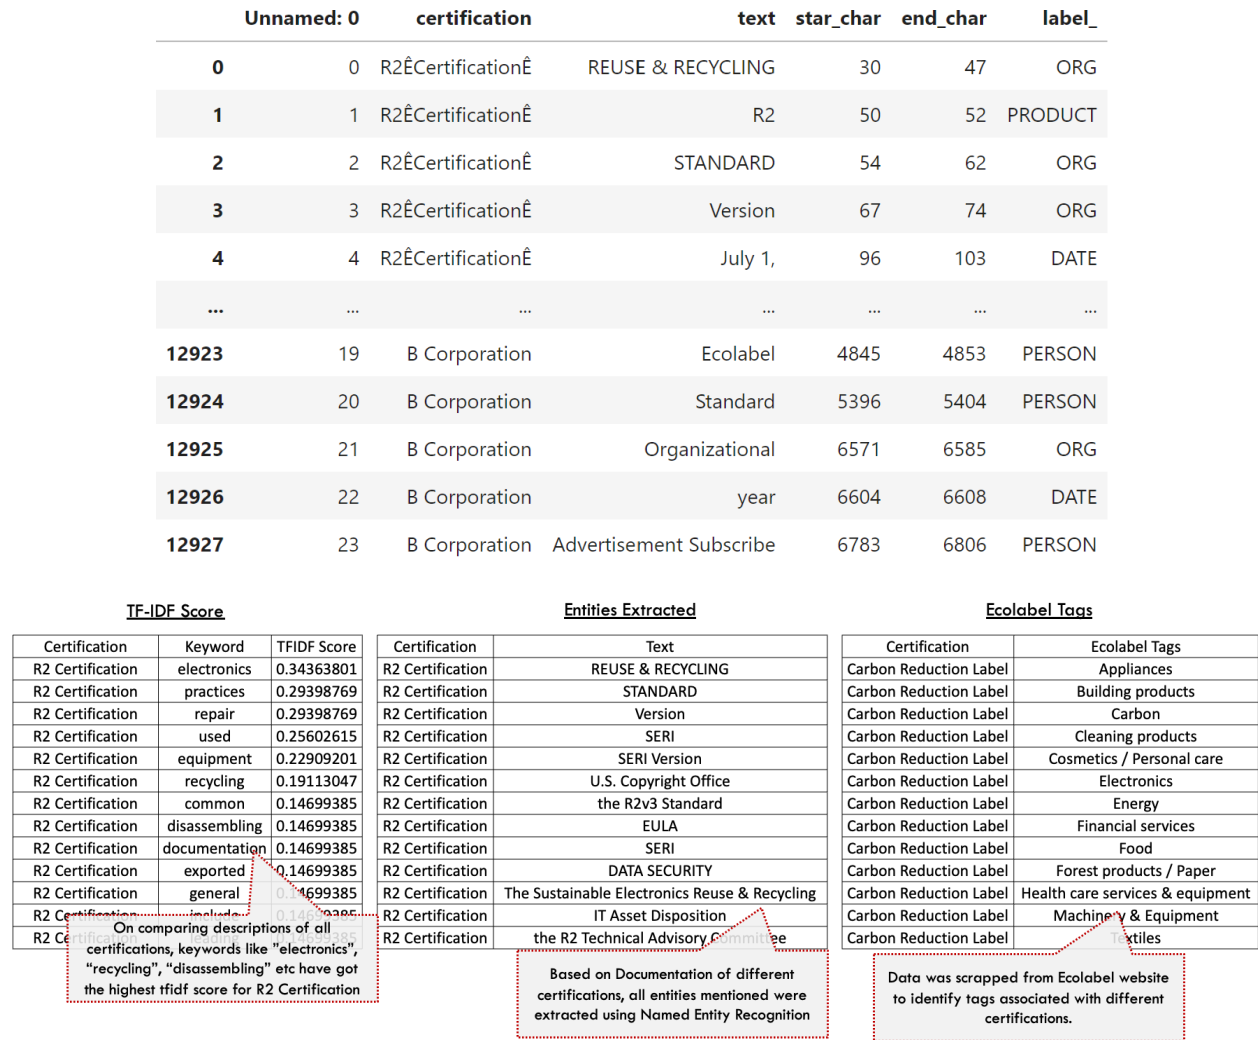 Unnamed: 0 certification text star_char end_char label_
0 0 R2ÊCertificationÊ REUSE & RECYCLING 30 47 ORG
1 1 R2ÊCertificationÊ R2 50 52 PRODUCT
2 2 R2ÊCertificationÊ STANDARD 54 62 ORG
3 3 R2ÊCertificationÊ Version 67 74 ORG
4 4 R2ÊCertificationÊ July 1, 96 103 DATE
... ... ... ... ... ... ...
12923 19 B Corporation Ecolabel 4845 4853 PERSON
12924 20 B Corporation Standard 5396 5404 PERSON
12925 21 B Corporation Organizational 6571 6585 ORG
12926 22 B Corporation year 6604 6608 DATE
12927 23 B Corporation Advertisement Subscribe 6783 6806 PERSON
TF-IDF Score
Certification Keyword TFIDF Score
R2 Certification electronics 0.34363801
R2 Certification practices 0.29398769
R2 Certification repair 0.29398769
R2 Certification used 0.25602615
R2 Certification equipment 0.22909201
R2 Certification recycling 0.19113047
R2 Certification common 0.14699385
R2 Certification disassembling 0.14699385
R2 Certification documentation 0.14699385
R2 Certification exported 0.14699385
R2 Certification general 0.14699385
R2 Certification include 0.14699385
R2 Certification leading 0.14699385
On comparing descriptions of all
certifications, keywords like "electronics",
"recycling", "disassembling" etc have got
the highest tfidf score for R2 Certification
Entities Extracted
Certification Text
R2 Certification REUSE & RECYCLING
R2 Certification STANDARD
R2 Certification Version
R2 Certification SERI
R2 Certification SERI Version
R2 Certification U.S. Copyright Office
R2 Certification the R2v3 Standard
R2 Certification EULA
R2 Certification SERI
R2 Certification DATA SECURITY
R2 Certification The Sustainable Electronics Reuse & Recycling
R2 Certification IT Asset Disposition
R2 Certification the R2 Technical Advisory Committee
Based on Documentation of different
certifications, all entities mentioned were
extracted using Named Entity Recognition
Ecolabel Tags
Certification Ecolabel Tags
Carbon Reduction Label Appliances
Carbon Reduction Label Building products
Carbon Reduction Label Carbon
Carbon Reduction Label Cleaning products
Carbon Reduction Label Cosmetics / Personal care
Carbon Reduction Label Electronics
Carbon Reduction Label Energy
Carbon Reduction Label Financial services
Carbon Reduction Label Food
Carbon Reduction Label Forest products / Paper
Carbon Reduction Label Health care services & equipment
Carbon Reduction Label Machinery & Equipment
Carbon Reduction Label Textiles
Data was scrapped from Ecolabel website
to identify tags associated with different
certifications.